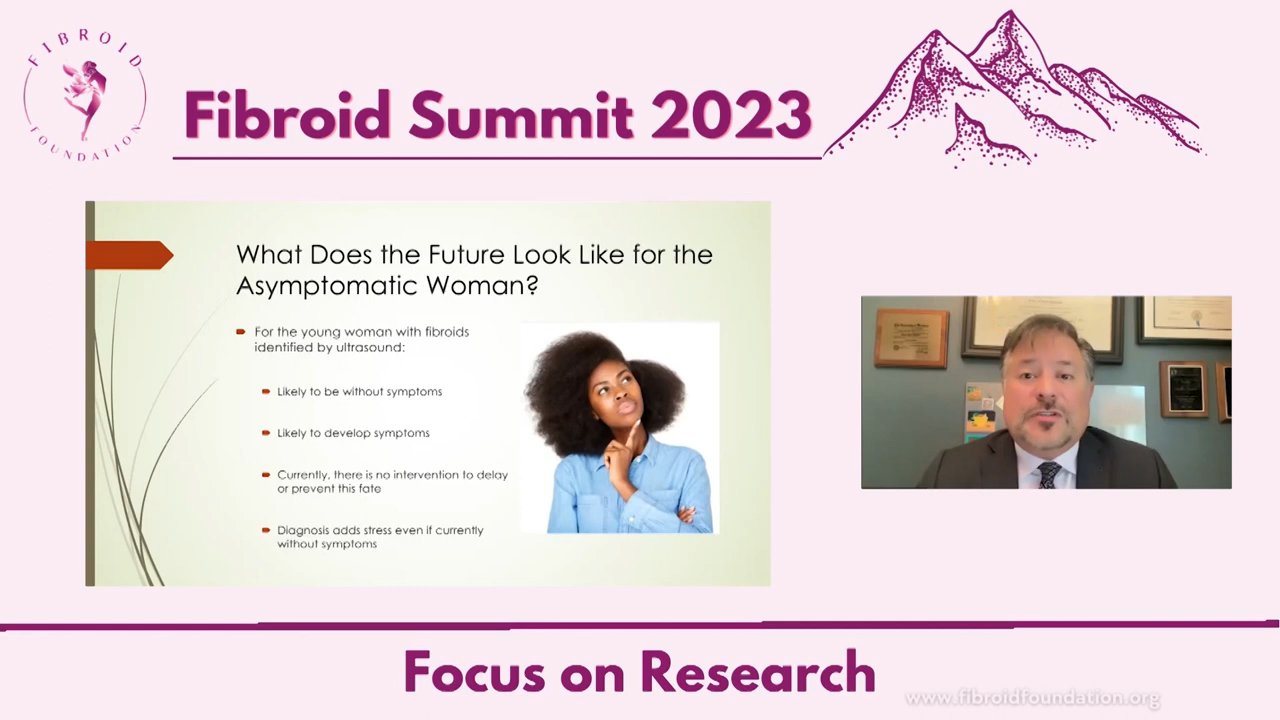 FIBROID
FOUNDATION
Fibroid Summit 2023
What Does the Future Look Like for the
Asymptomatic Woman?
For the young woman with fibroids
identified by ultrasound:
Likely to be without symptoms
Likely to develop symptoms
Currently, there is no intervention to delay
or prevent this fate
Diagnosis adds stress even if currently
without symptoms
Focus on Research
www.fibroidfoundation.org